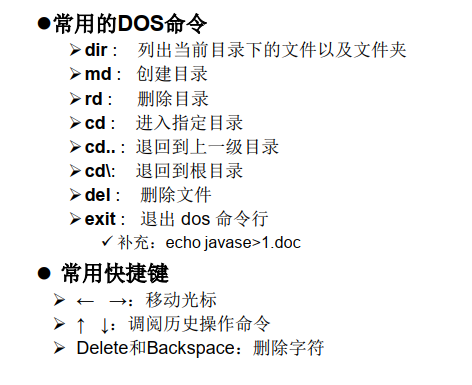 ●常用的DOS命令
➢dir： 列出当前目录下的文件以及文件夹
➢md： 创建目录
➢rd： 删除目录
➢cd： 进入指定目录
➢cd..： 退回到上一级目录
➢cd\: 退回到根目录
➢del： 删除文件
➢exit： 退出 dos 命令行
✓补充：echo javase>1.doc
● 常用快捷键
➢ ← →：移动光标
➢ ↑ ↓：调阅历史操作命令
➢ Delete和Backspace：删除字符